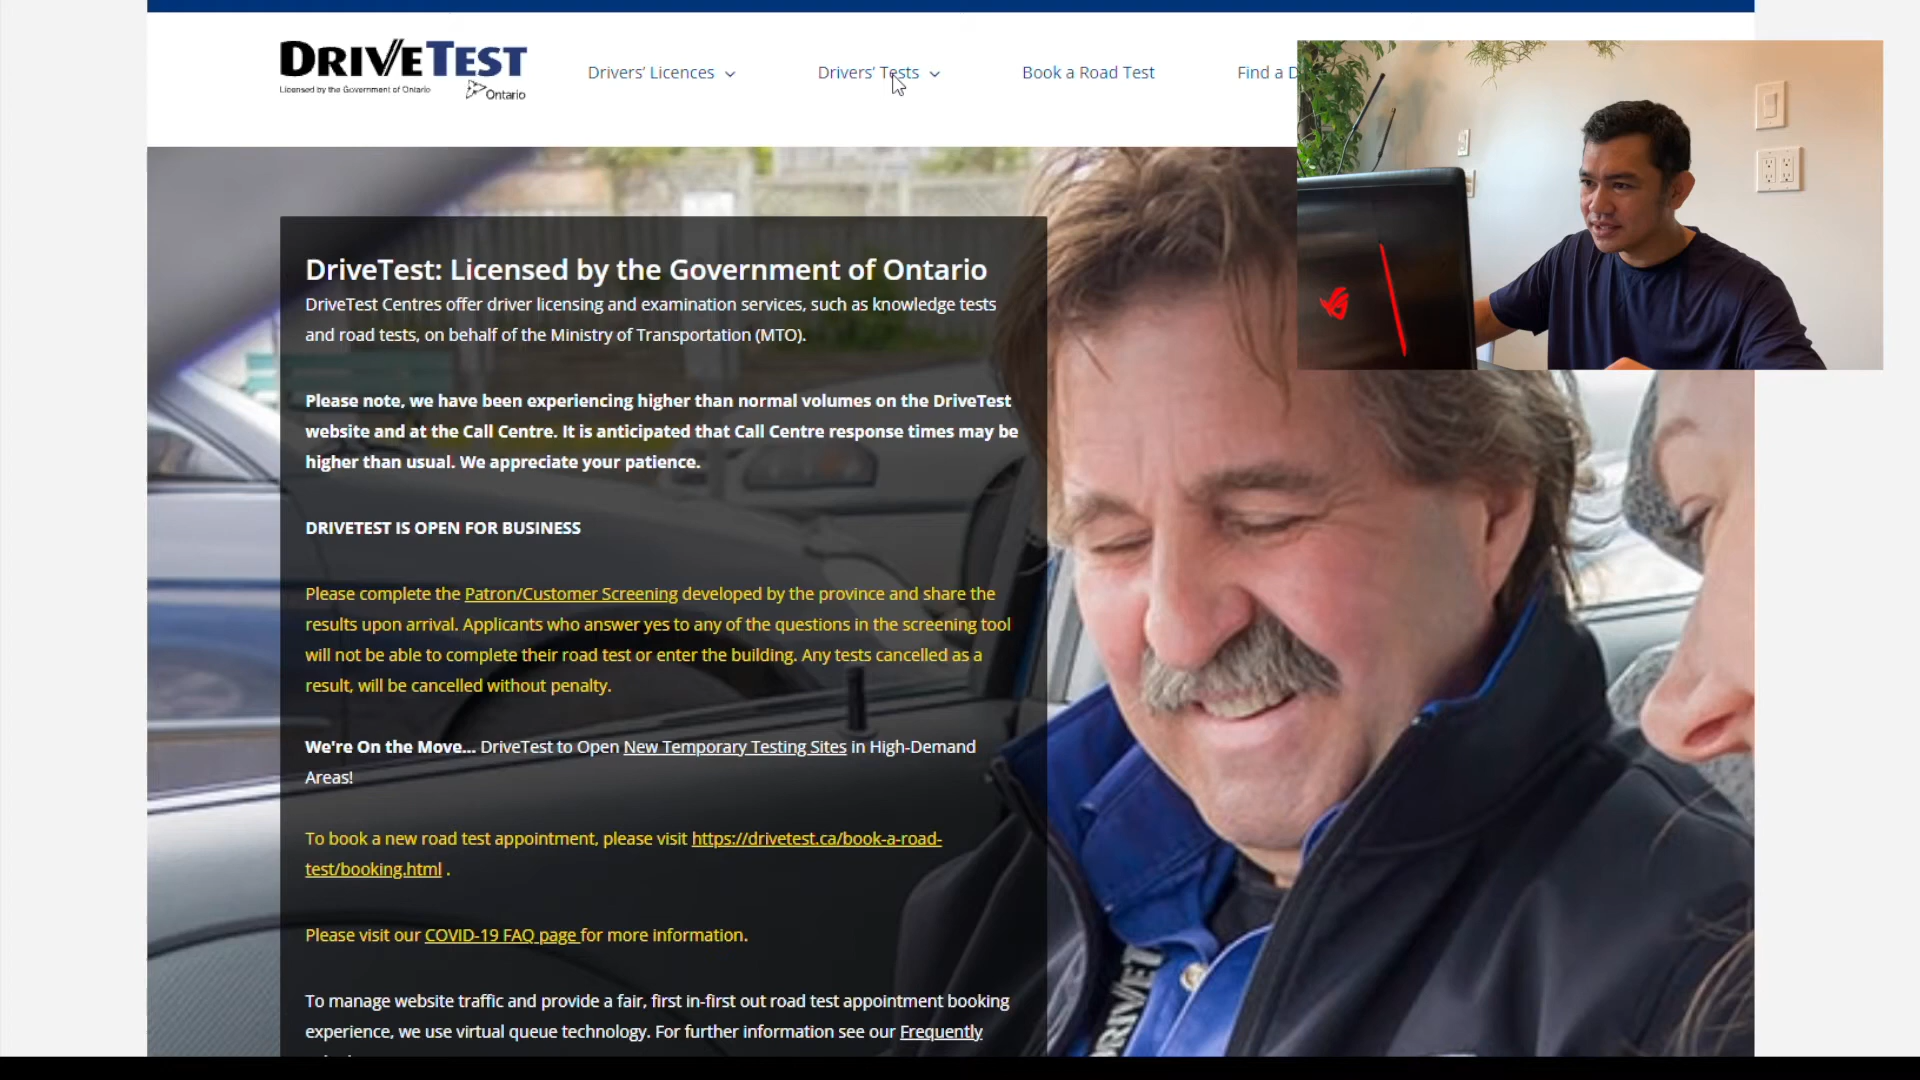 DRIVETEST
Licensed by the Government of Ontario
Ontario
Drivers' Licences
Drivers' Tests
Book a Road Test
Find a D
DriveTest: Licensed by the Government of Ontario
DriveTest Centres offer driver licensing and examination services, such as knowledge tests
and road tests, on behalf of the Ministry of Transportation (MTO).
Please note, we have been experiencing higher than normal volumes on the DriveTest
website and at the Call Centre. It is anticipated that Call Centre response times may be
higher than usual. We appreciate your patience.
DRIVETEST IS OPEN FOR BUSINESS
Please complete the Patron/Customer Screening developed by the province and share the
results upon arrival. Applicants who answer yes to any of the questions in the screening tool
will not be able to complete their road test or enter the building. Any tests cancelled as a
result, will be cancelled without penalty.
We're On the Move... DriveTest to Open New Temporary Testing Sites in High-Demand
Areas!
To book a new road test appointment, please visit https://drivetest.ca/book-a-road-
test/booking.html .
Please visit our COVID-19 FAQ page for more information.
To manage website traffic and provide a fair, first in-first out road test appointment booking
experience, we use virtual queue technology. For further information see our Frequently
DRIVET